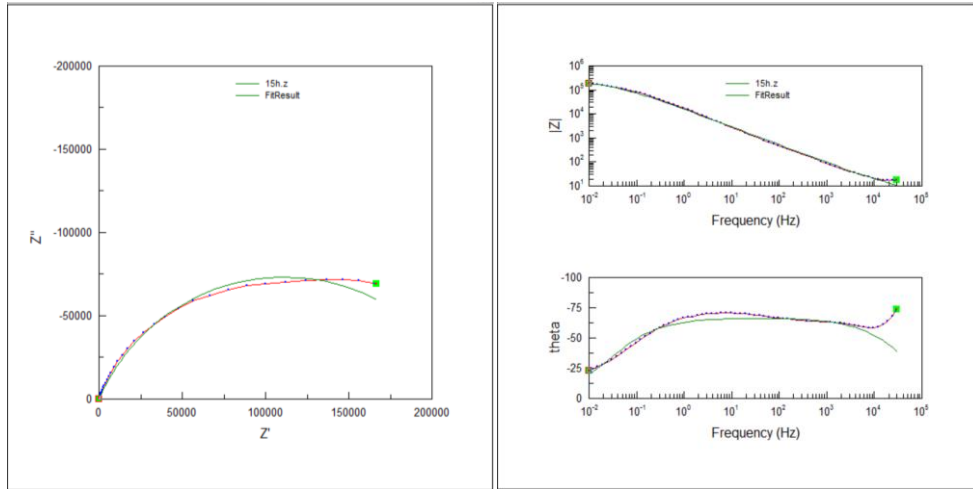 -200000
15h.z
FitResult
-150000
-100000
Z''
-50000
0
0 50000 100000 150000 200000
Z'
10^6
10^5
15h.z
10^4
FitResult
|Z|
10^3
10^2
10^1
10^-2 10^-1 10^0 10^1 10^2 10^3 10^4 10^5
Frequency (Hz)
-100
-75
theta
-50
-25
0
10^-2 10^-1 10^0 10^1 10^2 10^3 10^4 10^5
Frequency (Hz)